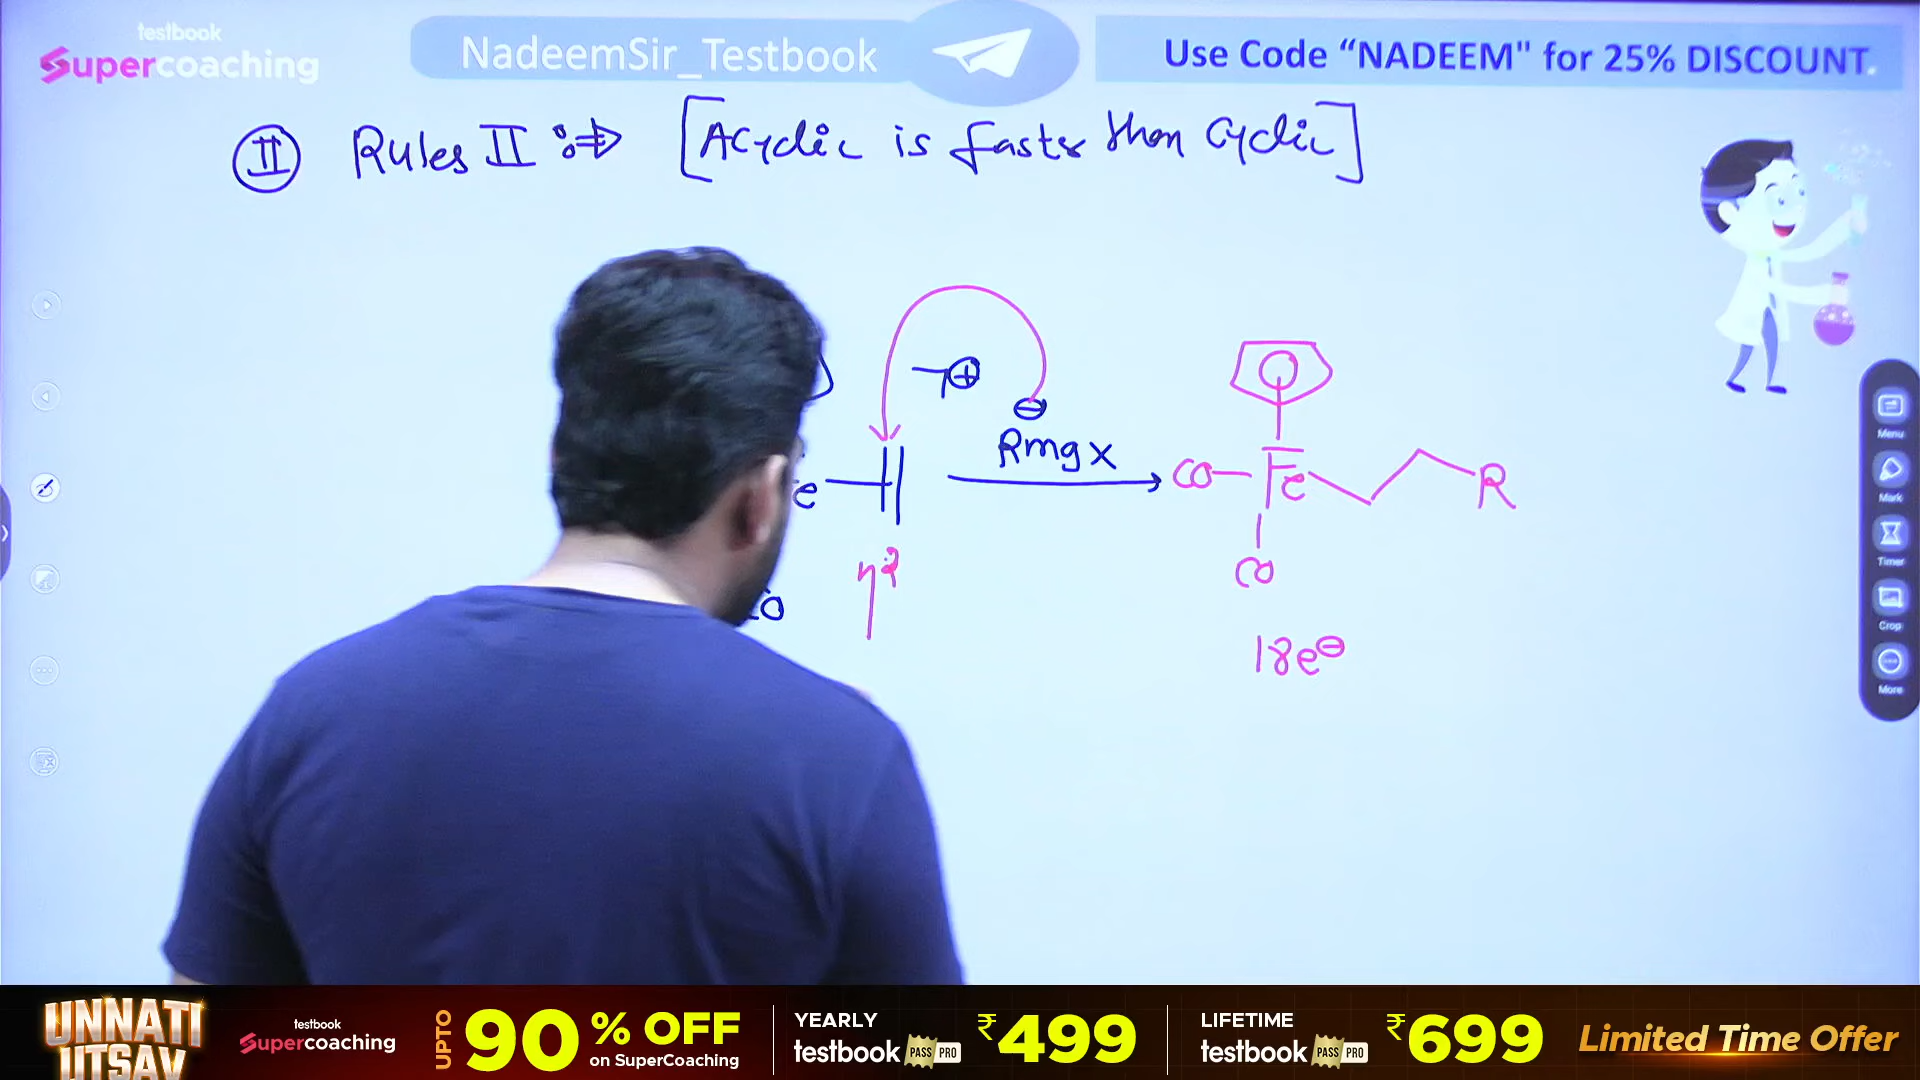 testbook
Supercoaching
NadeemSir_Testbook
Use Code “NADEEM" for 25% DISCOUNT.
II Rules II :⇒ [Acyclic is faster than Cyclic]
⊕
⊖
RmgX
e
CO Fe R
η2
CO
18e⊖
Menu
Mark
Timer
Crop
More
UNNATI
UTSAV
testbook
Supercoaching
UPTO
90% OFF
on SuperCoaching
YEARLY
testbook PASS PRO
₹499
LIFETIME
testbook PASS PRO
₹699
Limited Time Offer